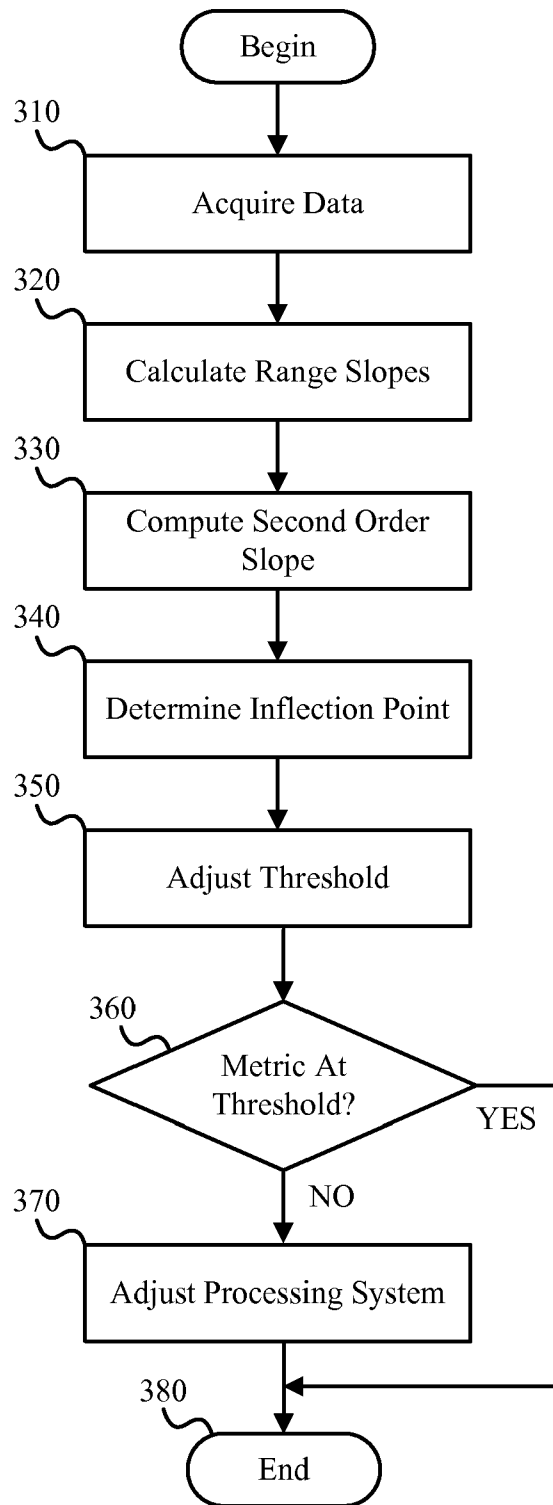 Begin
310
Acquire Data
320
Calculate Range Slopes
330
Compute Second Order
Slope
340
Determine Inflection Point
350
Adjust Threshold
360
Metric At
Threshold?
YES
NO
370
Adjust Processing System
380
End